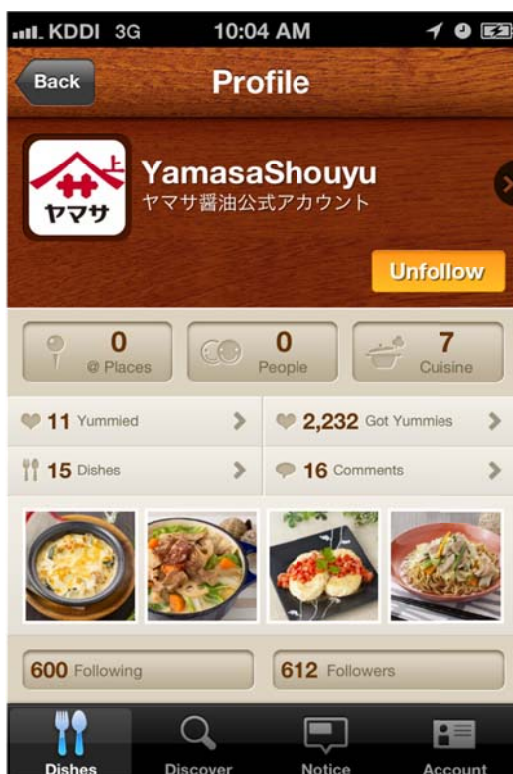 KDDI 3G 10:04 AM
Back
Profile
上
ヤマサ
YamasaShouyu
ヤマサ醤油公式アカウント
Unfollow
0
@ Places
0
People
7
Cuisine
11 Yummied
2,232 Got Yummies
15 Dishes
16 Comments
600 Following
612 Followers
Dishes
Discover
Notice
Account